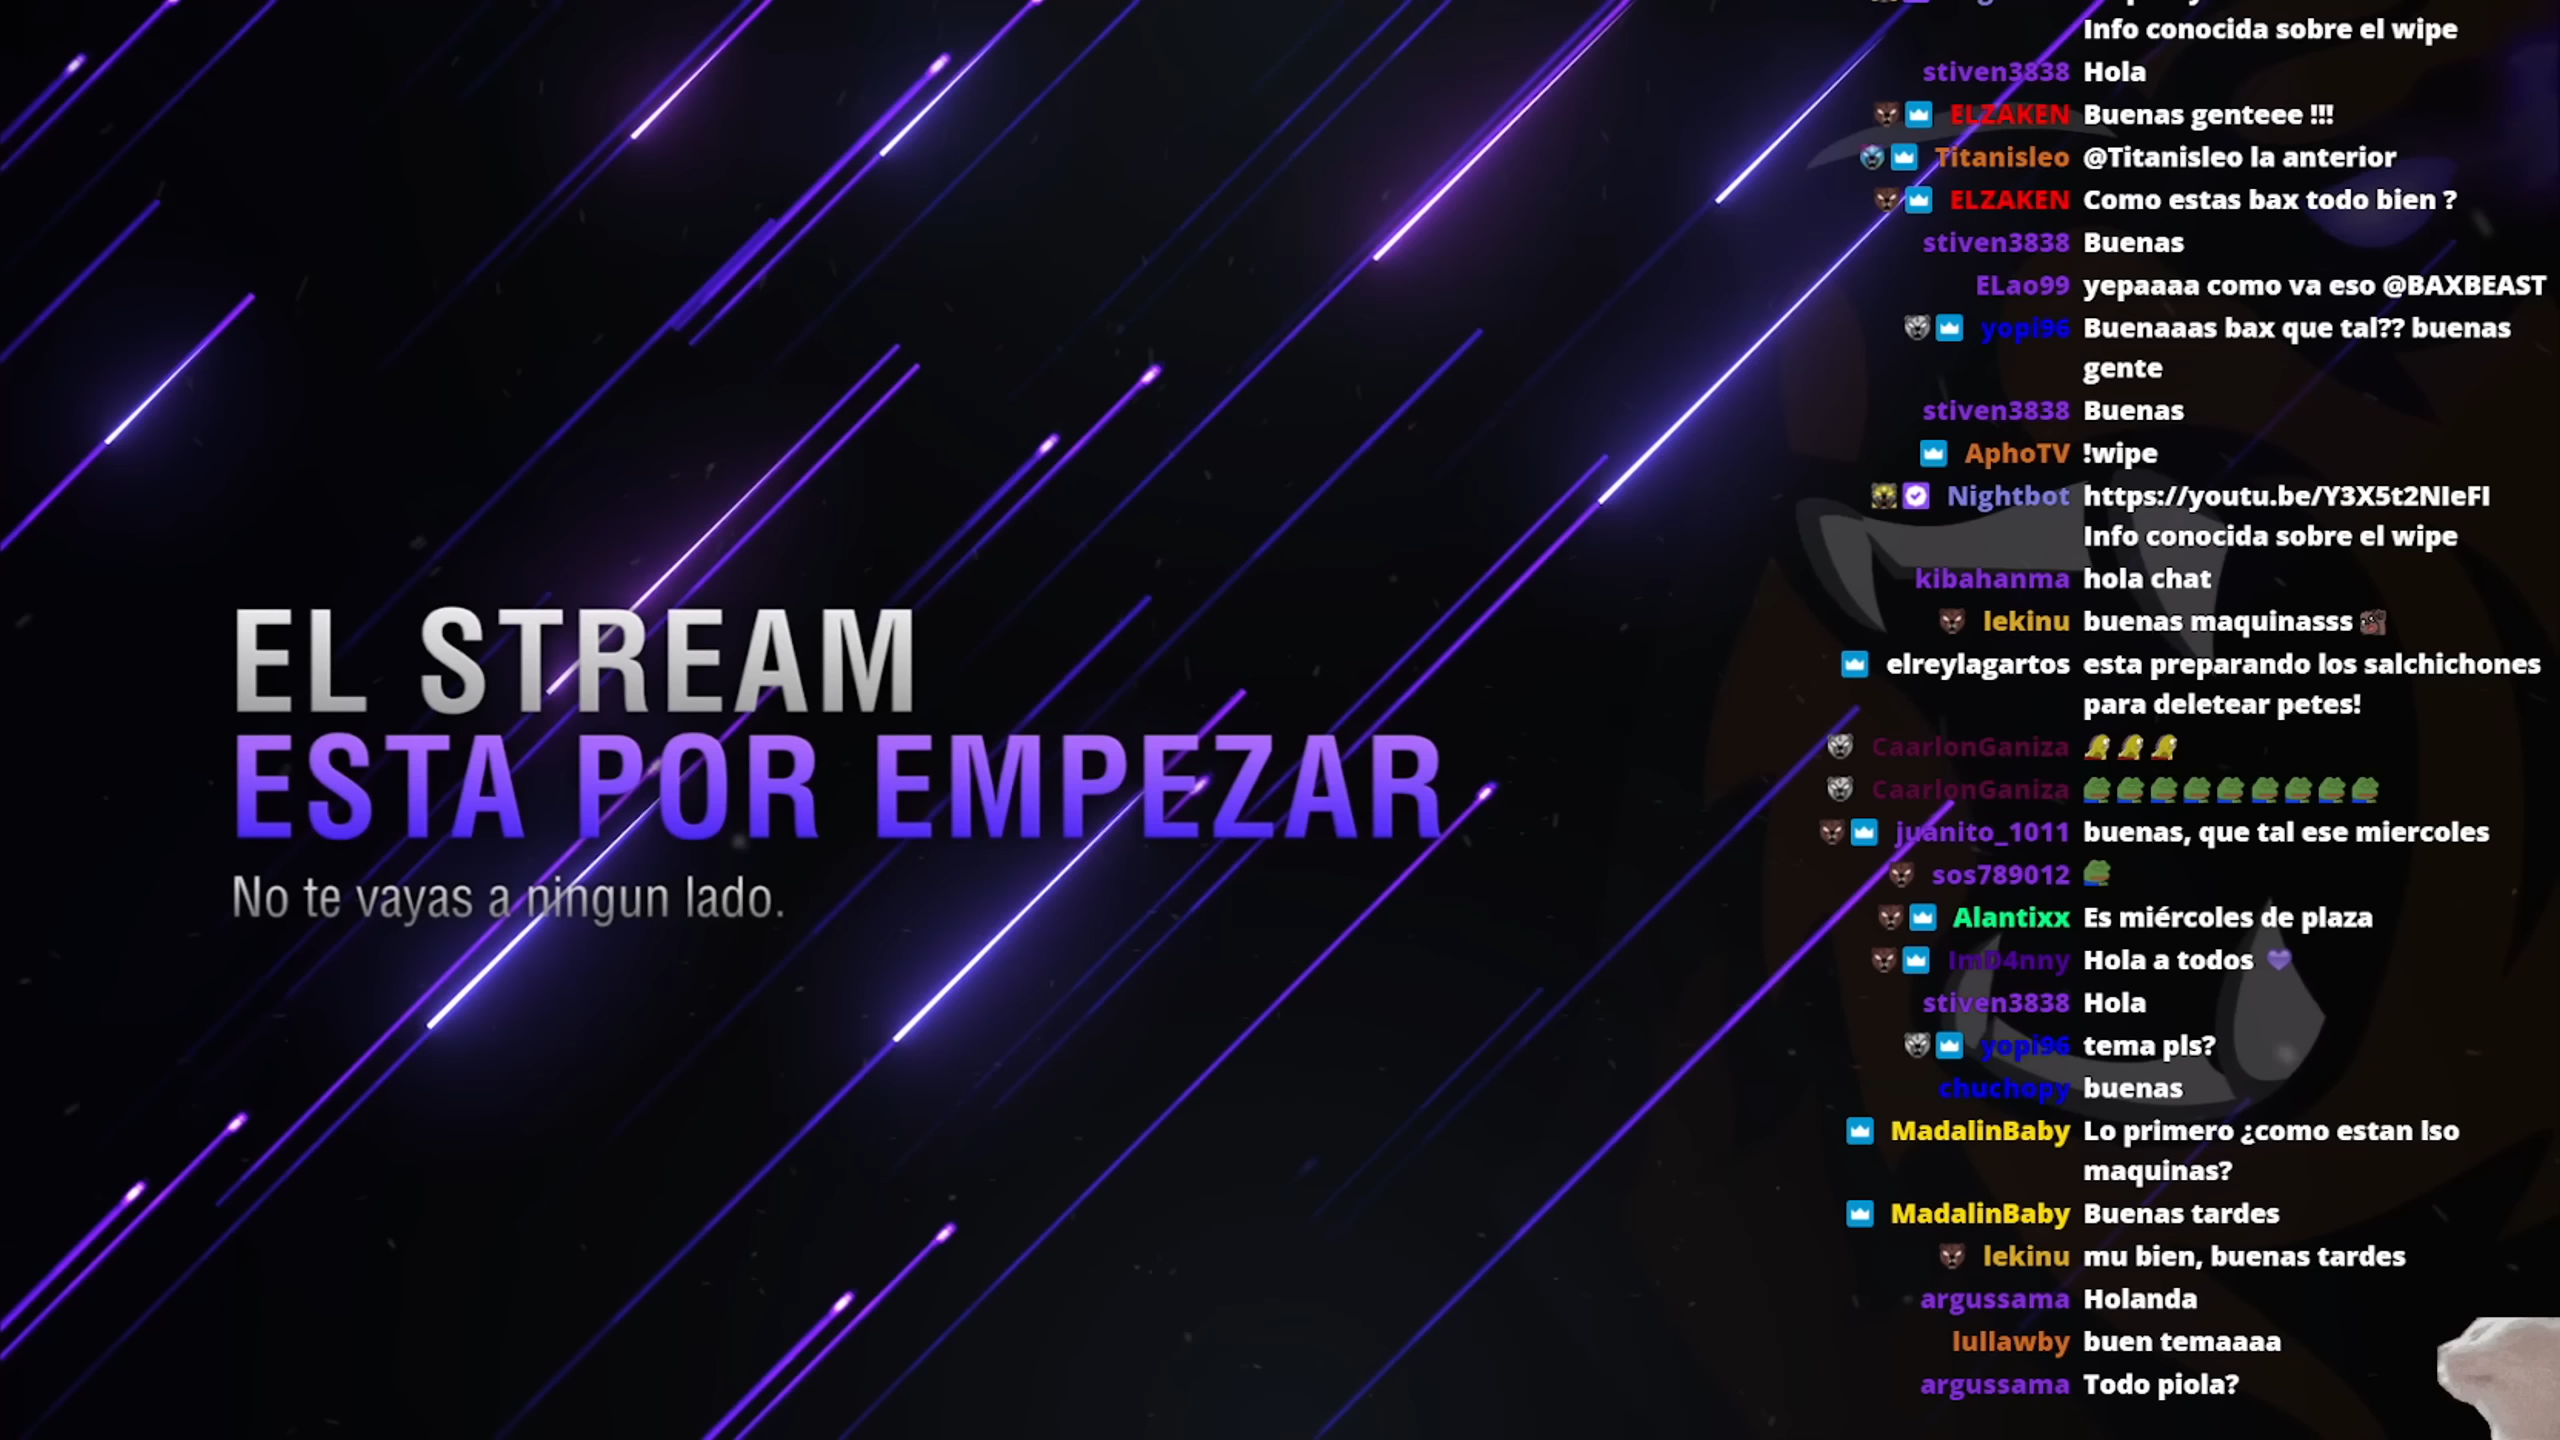 Info conocida sobre el wipe
stiven3838 Hola
ELZAKEN Buenas genteee !!!
Titanisleo @Titanisleo la anterior
ELZAKEN Como estas bax todo bien ?
stiven3838 Buenas
ELao99 yepaaaa como va eso @BAXBEAST
yopi96 Buenaaas bax que tal?? buenas
gente
stiven3838 Buenas
AphoTV !wipe
Nightbot https://youtu.be/Y3X5t2NIeFI
Info conocida sobre el wipe
kibahanma hola chat
lekinu buenas maquinasss
elreylagartos esta preparando los salchichones
para deletear petes!
CaarlonGaniza
CaarlonGaniza
juanito_1011 buenas, que tal ese miercoles
sos789012
Alantixx Es miércoles de plaza
ImD4nny Hola a todos
stiven3838 Hola
yopi96 tema pls?
chuchopy buenas
MadalinBaby Lo primero ¿como estan lso
maquinas?
MadalinBaby Buenas tardes
lekinu mu bien, buenas tardes
argussama Holanda
lullawby buen temaaaa
argussama Todo piola?
EL STREAM
ESTA POR EMPEZAR
No te vayas a ningun lado.